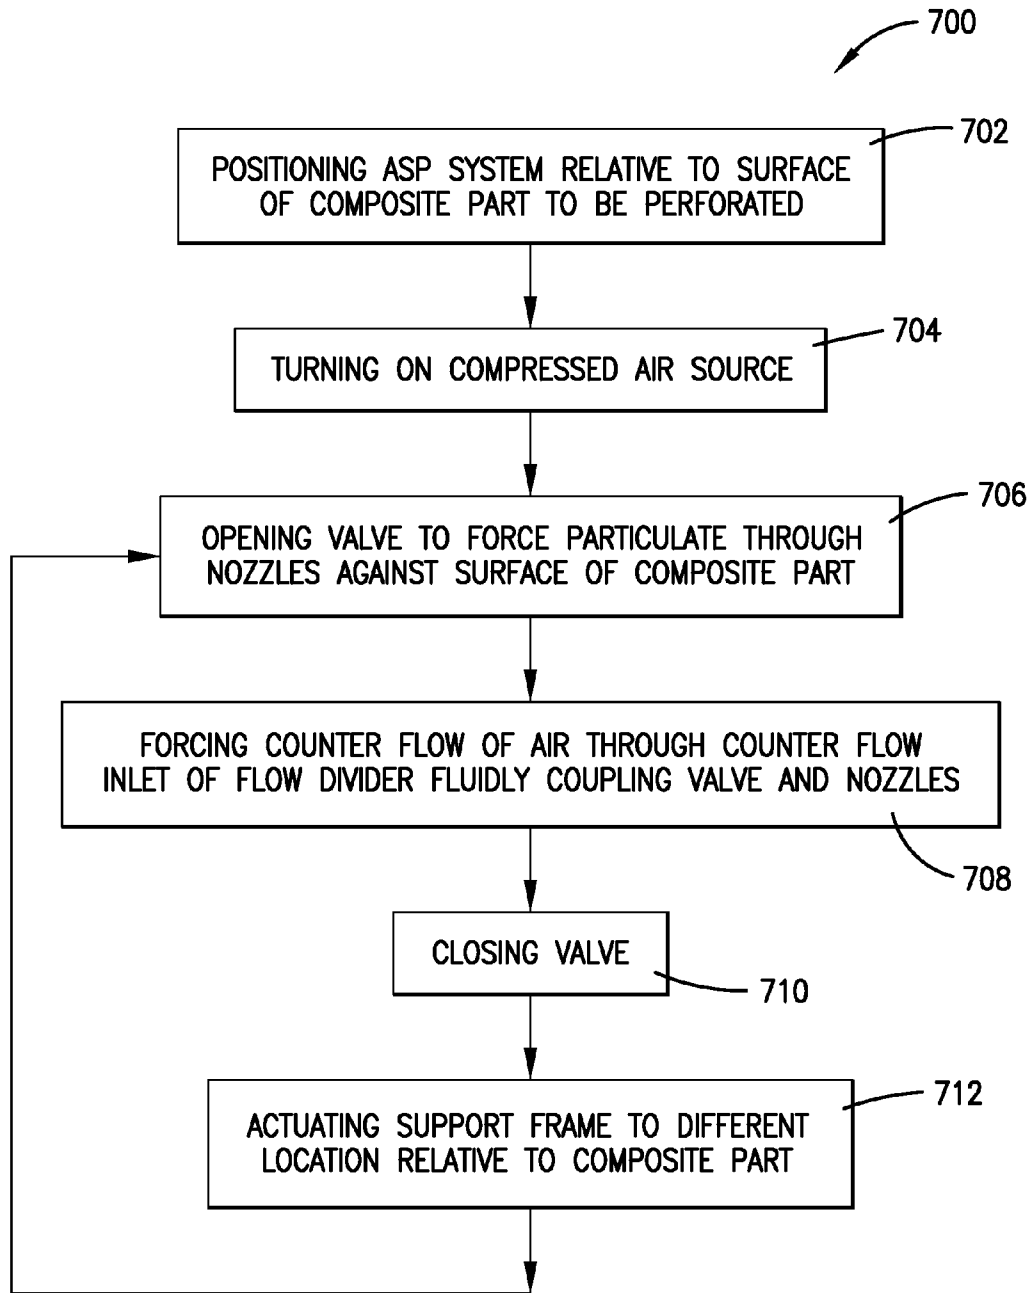 700
702
POSITIONING ASP SYSTEM RELATIVE TO SURFACE
OF COMPOSITE PART TO BE PERFORATED
704
TURNING ON COMPRESSED AIR SOURCE
706
OPENING VALVE TO FORCE PARTICULATE THROUGH
NOZZLES AGAINST SURFACE OF COMPOSITE PART
FORCING COUNTER FLOW OF AIR THROUGH COUNTER FLOW
INLET OF FLOW DIVIDER FLUIDLY COUPLING VALVE AND NOZZLES
708
CLOSING VALVE
710
712
ACTUATING SUPPORT FRAME TO DIFFERENT
LOCATION RELATIVE TO COMPOSITE PART